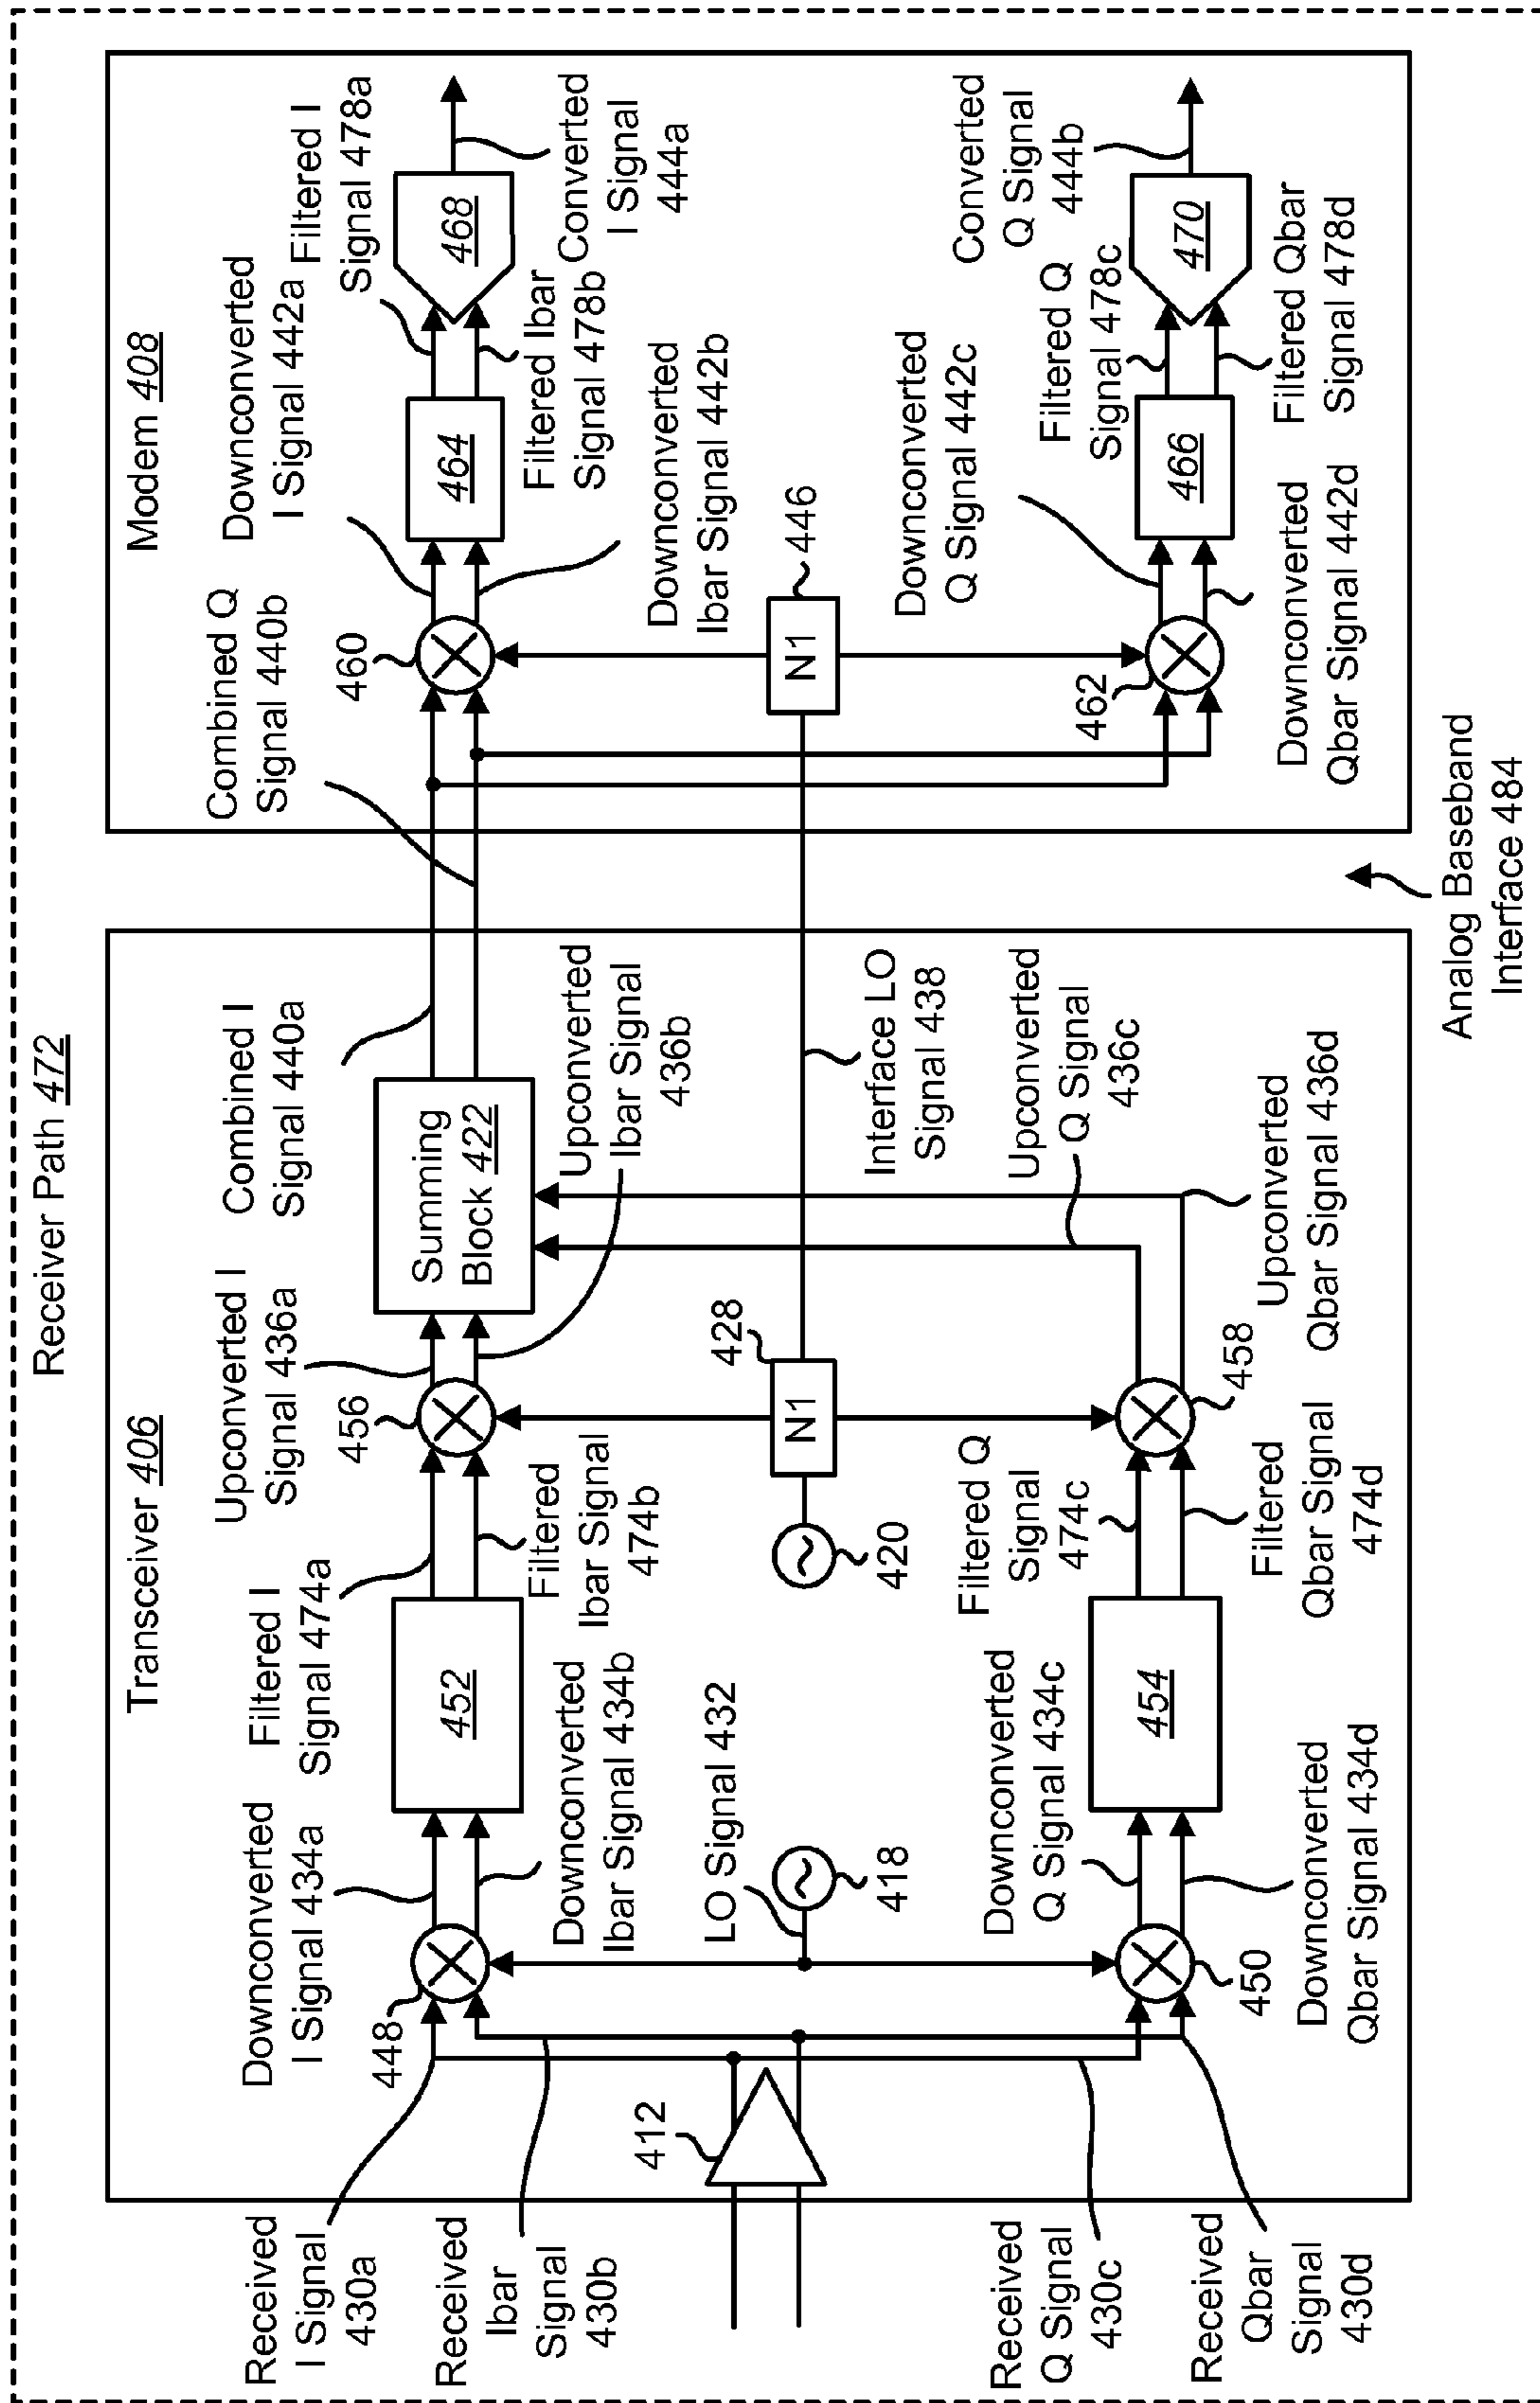 Receiver Path 472
Transceiver 406
Modem 408
Received
I Signal
430a
Received
Ibar
Signal
430b
Received
Q Signal
430c
Received
Qbar
Signal
430d
412
448
450
Downconverted
I Signal 434a
Downconverted
Ibar Signal 434b
LO Signal 432
418
Downconverted
Q Signal 434c
Downconverted
Qbar Signal 434d
452
454
Filtered I
Signal 474a
Filtered
Ibar Signal
474b
420
Filtered Q
Signal
474c
Filtered
Qbar Signal
474d
456
N1
428
458
Upconverted I
Signal 436a
Upconverted
Ibar Signal
436b
Summing
Block 422
Upconverted
Q Signal
436c
Upconverted
Qbar Signal 436d
Combined I
Signal 440a
Interface LO
Signal 438
Combined Q
Signal 440b
Analog Baseband
Interface 484
460
N1
446
462
Downconverted
I Signal 442a
Downconverted
Ibar Signal 442b
Downconverted
Q Signal 442c
Downconverted
Qbar Signal 442d
464
466
Filtered I
Signal 478a
Filtered Ibar
Signal 478b
Filtered Q
Signal 478c
Filtered Qbar
Signal 478d
468
470
Converted
I Signal
444a
Converted
Q Signal
444b